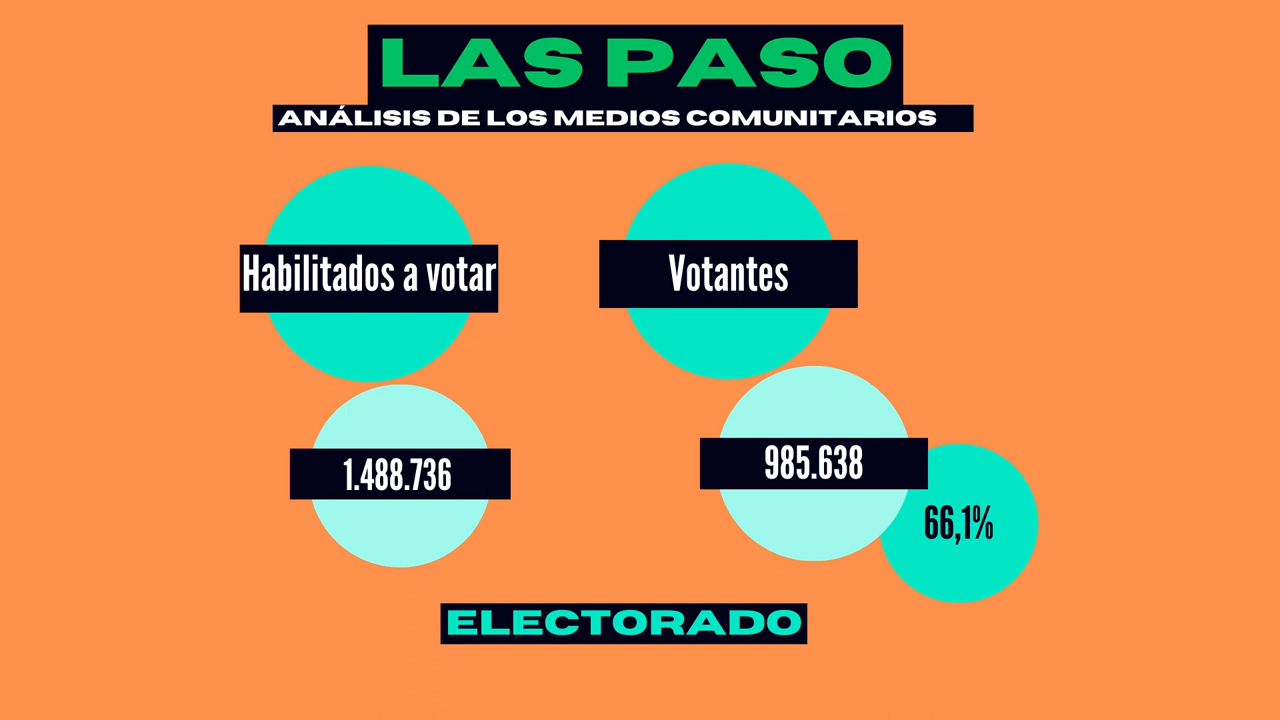 LAS PASO
ANÁLISIS DE LOS MEDIOS COMUNITARIOS
Habilitados a votar
Votantes
1.488.736
985.638
66,1%
ELECTORADO